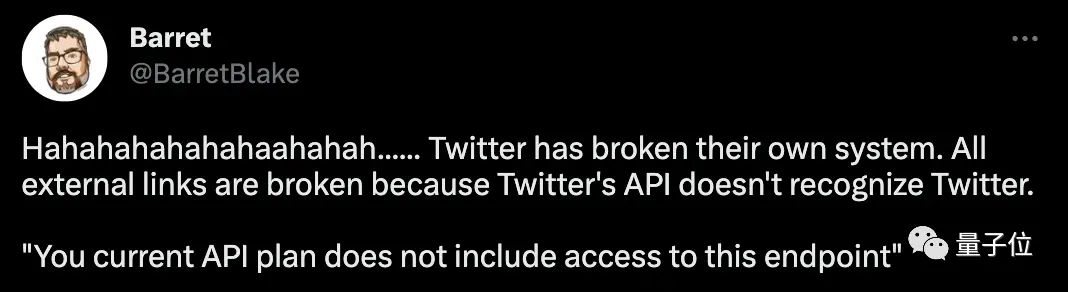 Barret
@BarretBlake
Hahahahahahahaahahah...... Twitter has broken their own system. All
external links are broken because Twitter's API doesn't recognize Twitter.
"You current API plan does not include access to this endpoint"
量子位